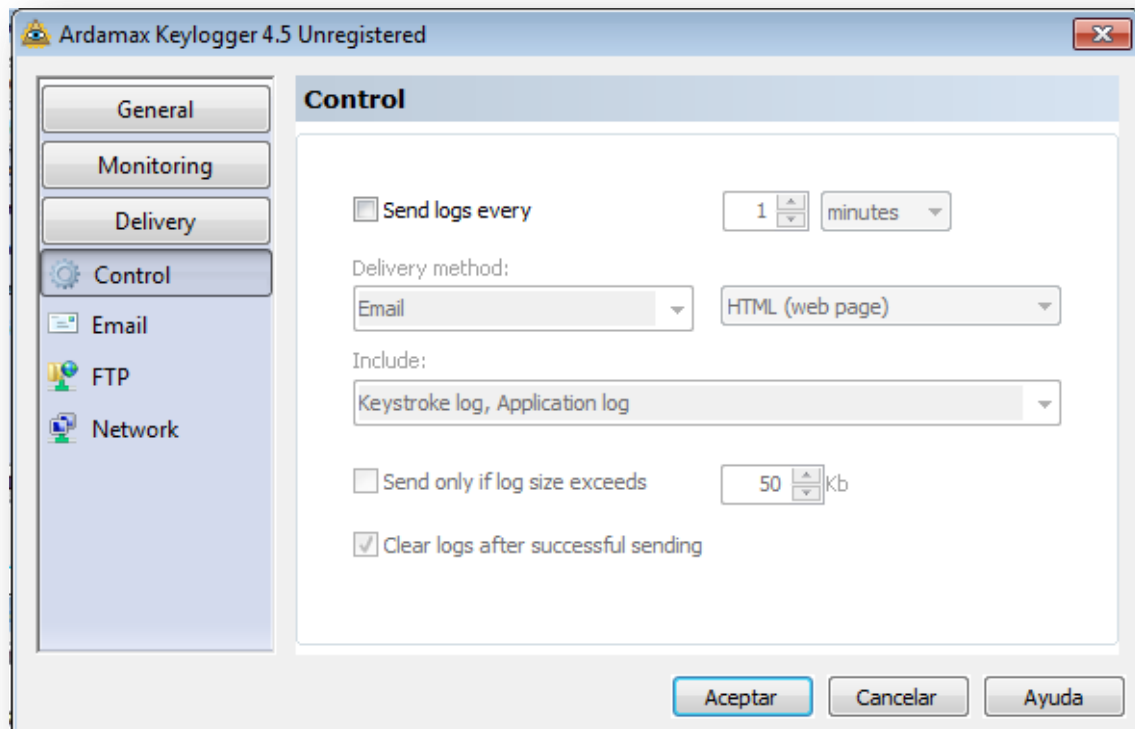 Ardamax Keylogger 4.5 Unregistered
General
Monitoring
Delivery
Control
Email
FTP
Network
Control
Send logs every 1 minutes
Delivery method:
Email HTML (web page)
Include:
Keystroke log, Application log
Send only if log size exceeds 50 Kb
Clear logs after successful sending
Aceptar Cancelar Ayuda